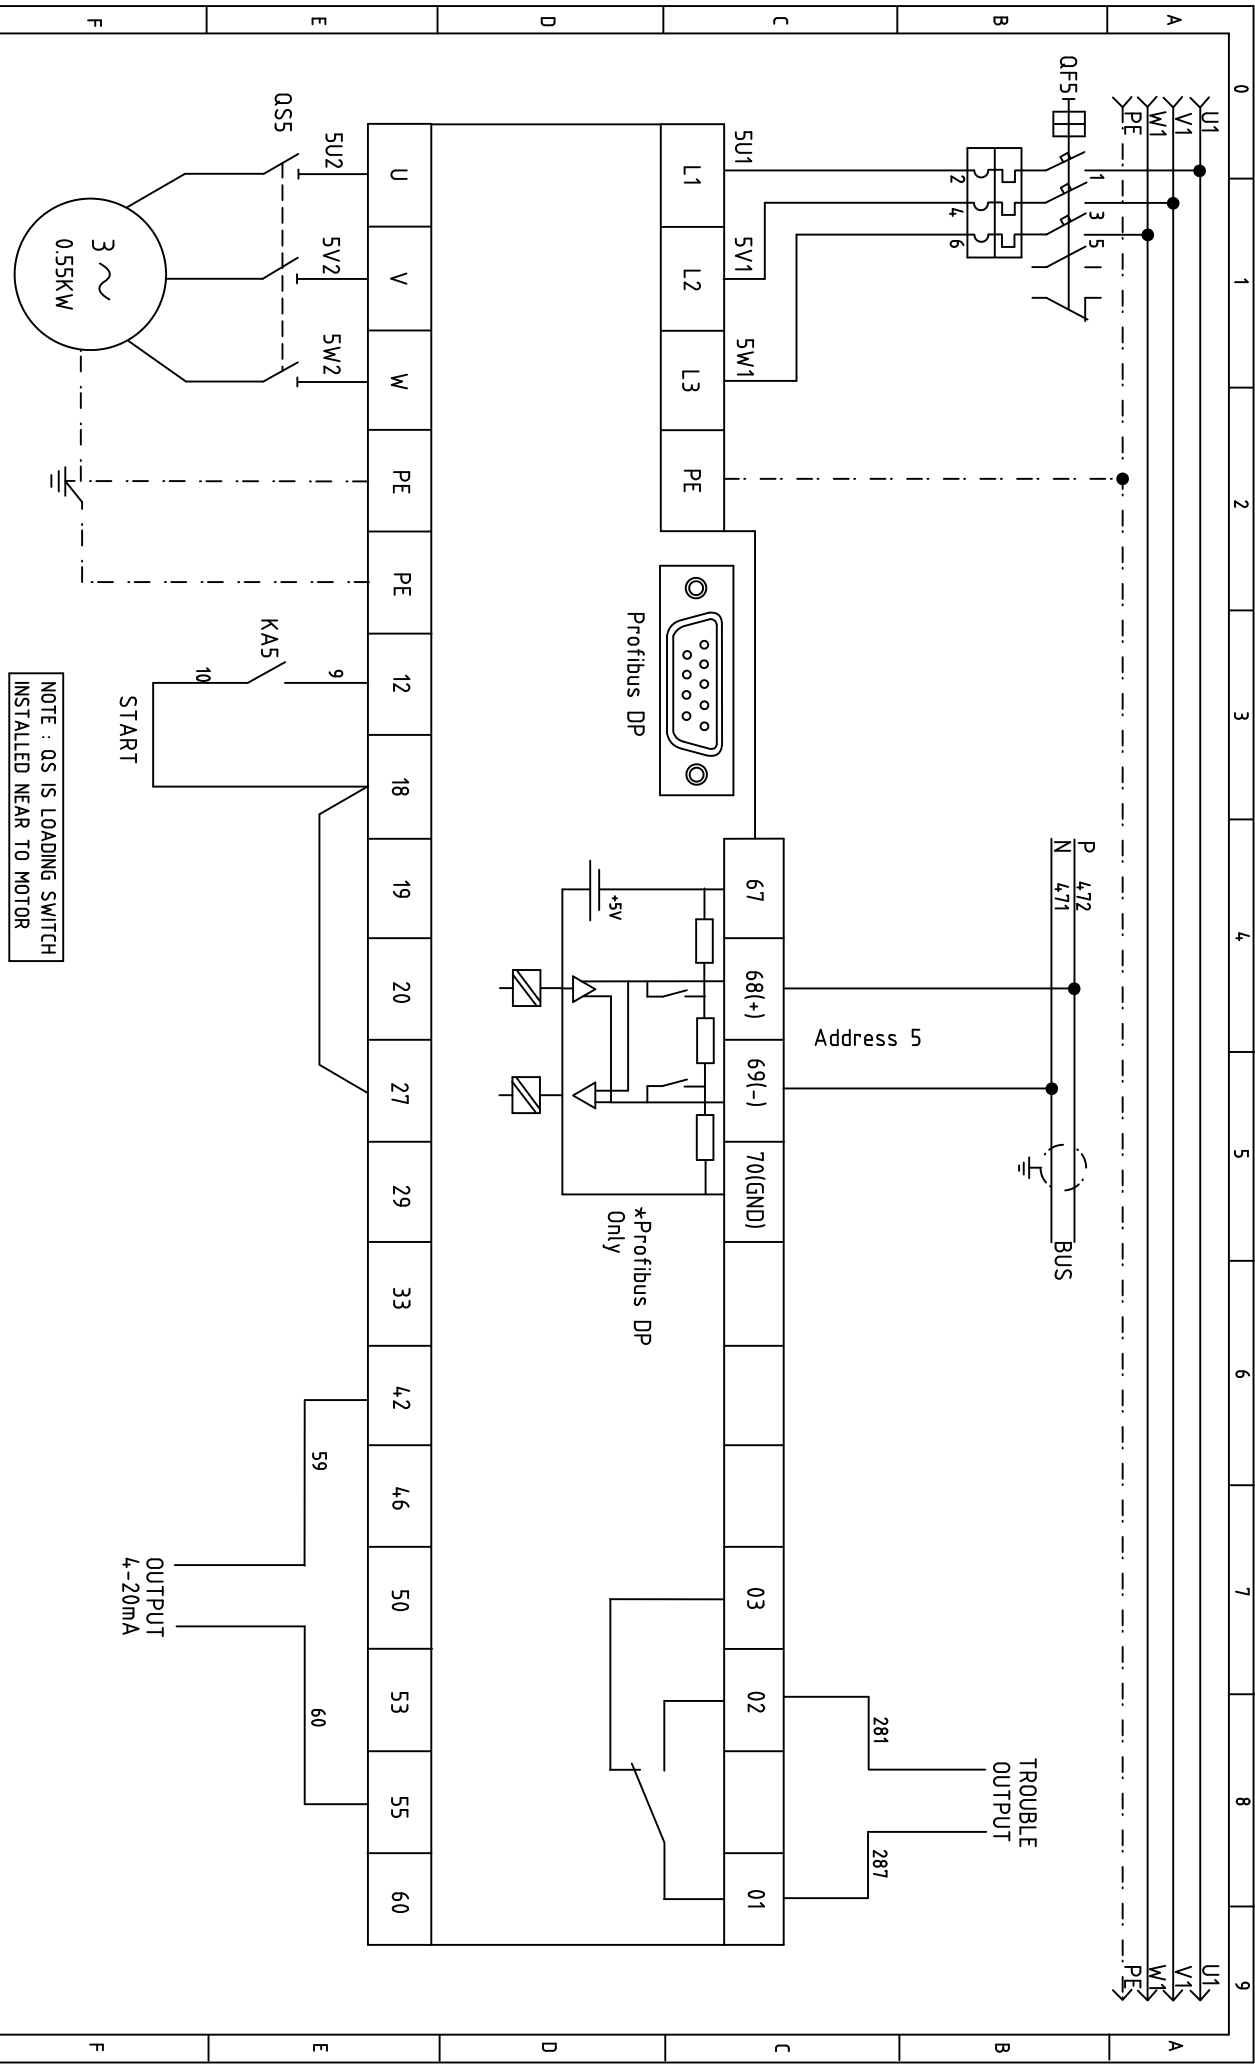 0 1 2 3 4 5 6 7 8 9
A
B
C
D
E
F
A
B
C
D
E
F
U1
V1
W1
PE
U1
V1
W1
PE
QF5
1 3 5
2 4 6
P 472
N 471
BUS
Address 5
TROUBLE
OUTPUT
281
287
5U1
5V1
5W1
L1 L2 L3 PE
67 68(+) 69(-) 70(GND) 03 02 01
Profibus DP
+5V
*Profibus DP
Only
U V W PE PE 12 18 19 20 27 29 33 42 46 50 53 55 60
5U2
5V2
5W2
QS5
3
0.55KW
KA5
9
10
START
59
60
OUTPUT
4-20mA
NOTE : QS IS LOADING SWITCH
INSTALLED NEAR TO MOTOR